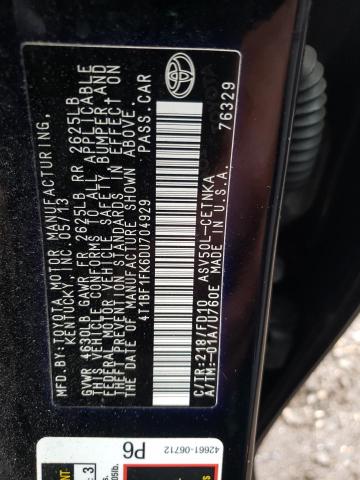 MFD.BY:TOYOTA MOTOR MANUFACTURING
KENTUCKY, INC. 05/13
GVWR 4630LB GAWR FR 2625LB RR 2625LB
THIS VEHICLE CONFORMS TO ALL APPLICABLE
FEDERAL MOTOR VEHICLE SAFETY, BUMPER, AND
THEFT PREVENTION STANDARDS IN EFFECT ON
THE DATE OF MANUFACTURE SHOWN ABOVE.
4T1BF1FK6DU704929 PASS.CAR
C/TR:218/FD10 ASV50L-CETNKA
A/TR:-01A/U760E MADE IN U.S.A.
76329
42661-06712
P6